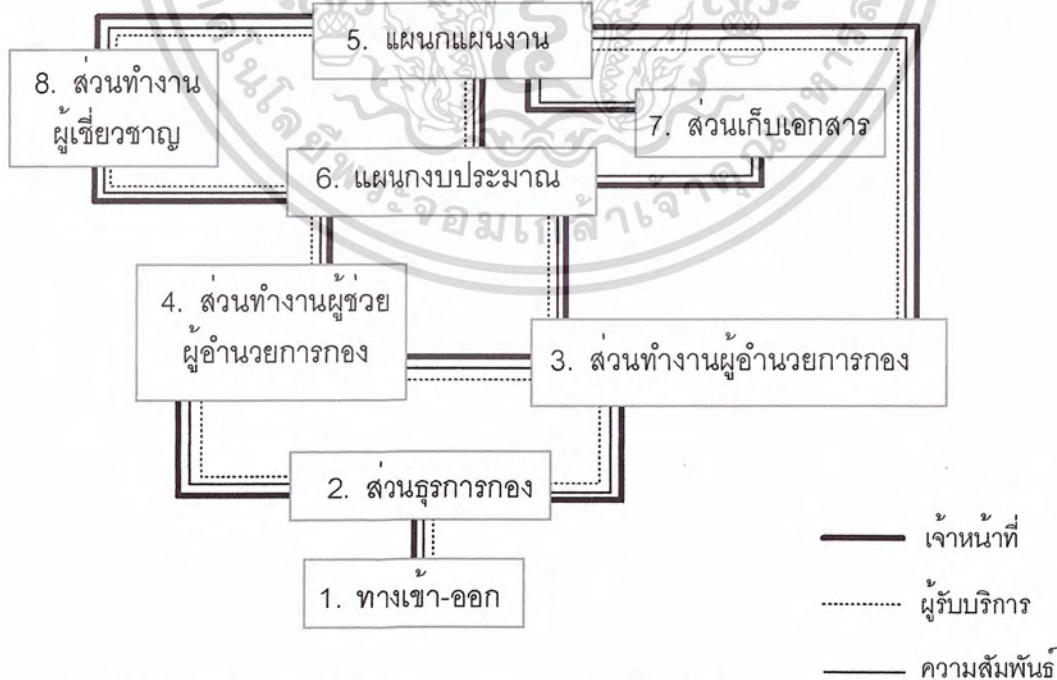 5. แผนกแผนงาน
8. ส่วนทำงาน
ผู้เชี่ยวชาญ
7. ส่วนเก็บเอกสาร
6. แผนกงบประมาณ
4. ส่วนทำงานผู้ช่วย
ผู้อำนวยการกอง
3. ส่วนทำงานผู้อำนวยการกอง
2. ส่วนธุรการกอง
1. ทางเข้า-ออก
เจ้าหน้าที่
ผู้รับบริการ
ความสัมพันธ์